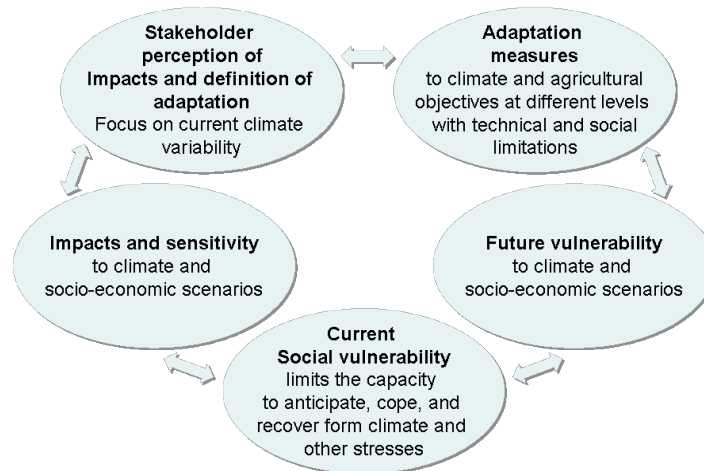 Stakeholder
perception of
Impacts and definition of
adaptation
Focus on current climate
variability
Adaptation
measures
to climate and agricultural
objectives at different levels
with technical and social
limitations
Impacts and sensitivity
to climate and
socio-economic scenarios
Future vulnerability
to climate and
socio-economic scenarios
Current
Social vulnerability
limits the capacity
to anticipate, cope, and
recover form climate and
other stresses